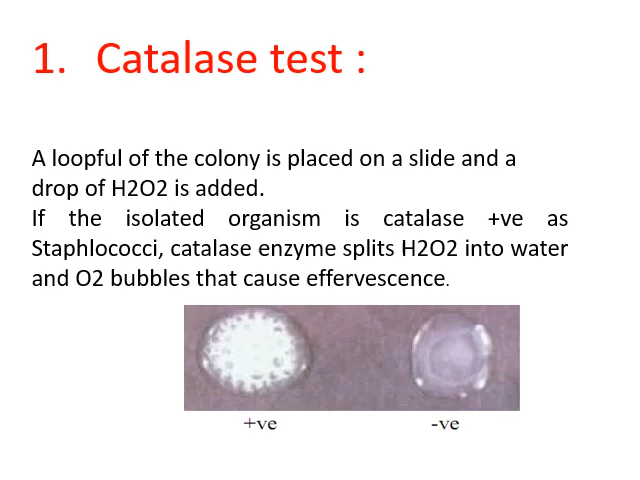 1. Catalase test :
A loopful of the colony is placed on a slide and a
drop of H2O2 is added.
If the isolated organism is catalase +ve as
Staphlococci, catalase enzyme splits H2O2 into water
and O2 bubbles that cause effervescence.
+ve -ve